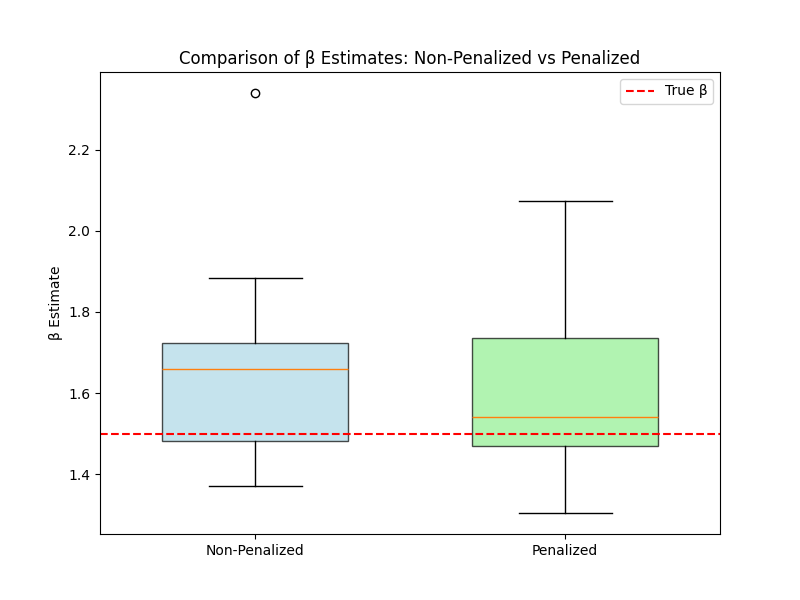 Comparison of β Estimates: Non-Penalized vs Penalized
True β
2.2
2.0
1.8
1.6
1.4
β Estimate
Non-Penalized
Penalized